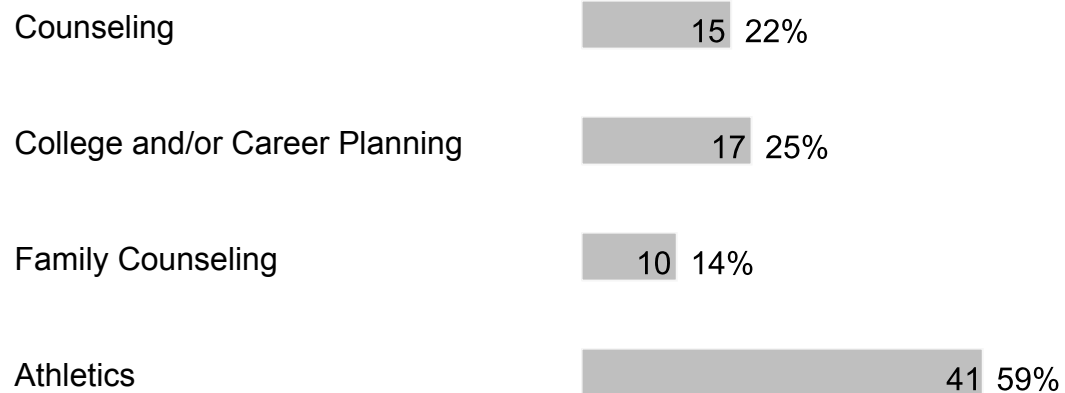 Counseling 15 22%
College and/or Career Planning 17 25%
Family Counseling 10 14%
Athletics 41 59%